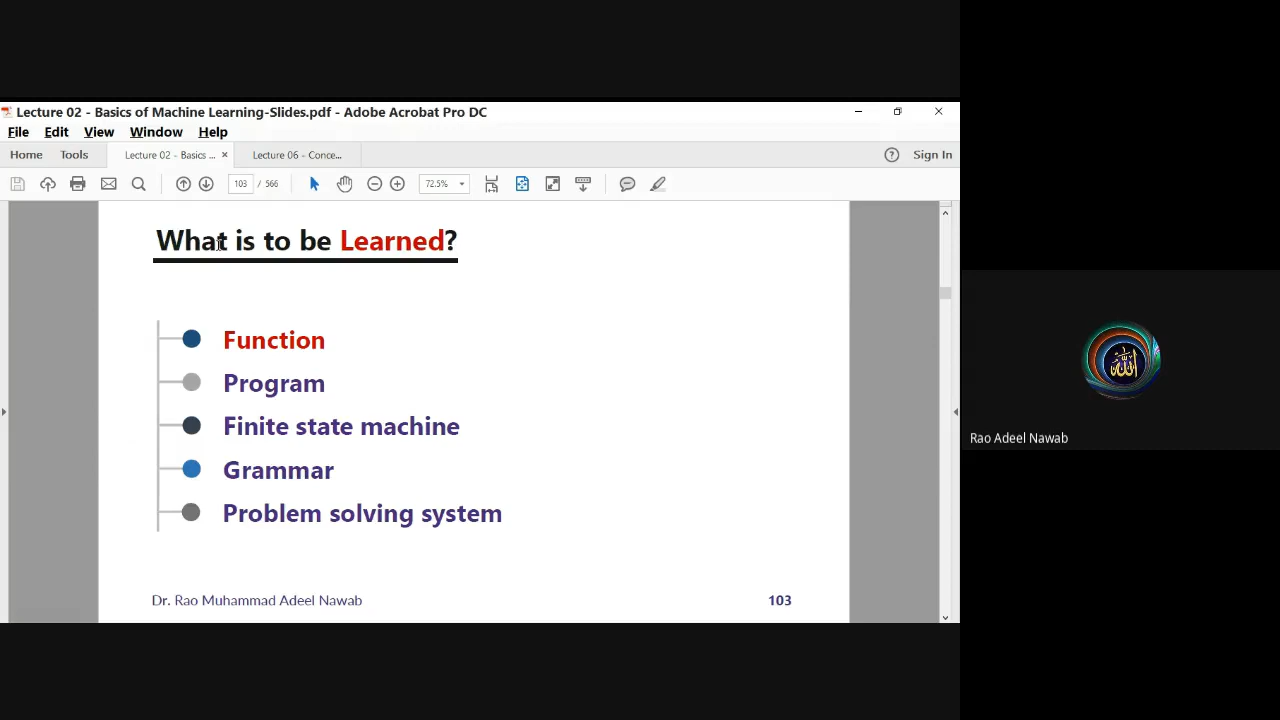 Lecture 02 - Basics of Machine Learning-Slides.pdf - Adobe Acrobat Pro DC
File Edit View Window Help
Home Tools Lecture 02 - Basics ... × Lecture 06 - Conce... Sign In
103 / 566 72.5%
What is to be Learned?
Function
Program
Finite state machine
Grammar
Problem solving system
Dr. Rao Muhammad Adeel Nawab 103
الله
Rao Adeel Nawab